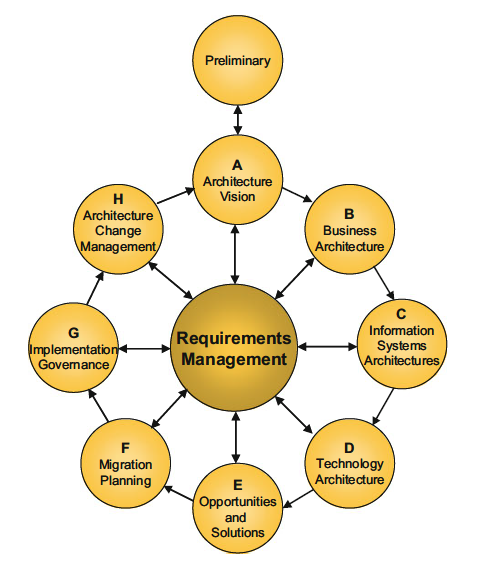 Preliminary
A
Architecture
Vision
H
Architecture
Change
Management
B
Business
Architecture
G
Implementation
Governance
Requirements
Management
C
Information
Systems
Architectures
F
Migration
Planning
D
Technology
Architecture
E
Opportunities
and
Solutions